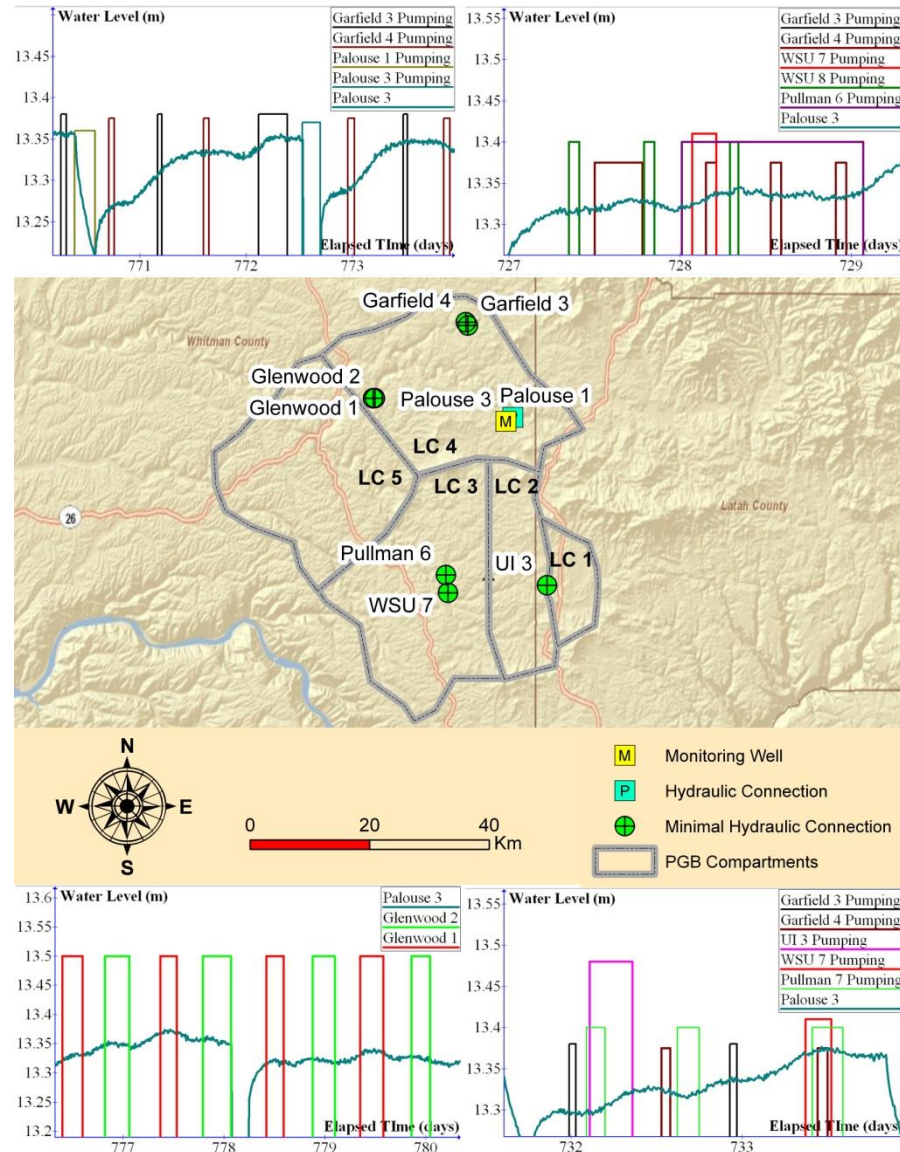 Water Level (m)
Garfield 3 Pumping
Garfield 4 Pumping
Palouse 1 Pumping
Palouse 3 Pumping
Palouse 3
13.45
13.4
13.35
13.3
13.25
Elapsed TIme (days)
771
772
773
13.55
Water Level (m)
Garfield 3 Pumping
Garfield 4 Pumping
WSU 7 Pumping
WSU 8 Pumping
Pullman 6 Pumping
Palouse 3
13.5
13.45
13.4
13.35
13.3
Elapsed TIme (days)
727
728
729
Garfield 4
Garfield 3
Whitman County
Glenwood 2
Glenwood 1
Palouse 3
Palouse 1
M
LC 4
LC 5
LC 3
LC 2
26
Latah County
Pullman 6
UI 3
LC 1
WSU 7
N
W
E
S
0
20
40
Km
M
Monitoring Well
P
Hydraulic Connection
Minimal Hydraulic Connection
PGB Compartments
Water Level (m)
Palouse 3
Glenwood 2
Glenwood 1
13.6
13.55
13.5
13.45
13.4
13.35
13.3
13.25
13.2
Elapsed TIme (days)
777
778
779
780
13.55
Water Level (m)
Garfield 3 Pumping
Garfield 4 Pumping
UI 3 Pumping
WSU 7 Pumping
Pullman 7 Pumping
Palouse 3
13.5
13.45
13.4
13.35
13.3
Elapsed TIme (days)
732
733